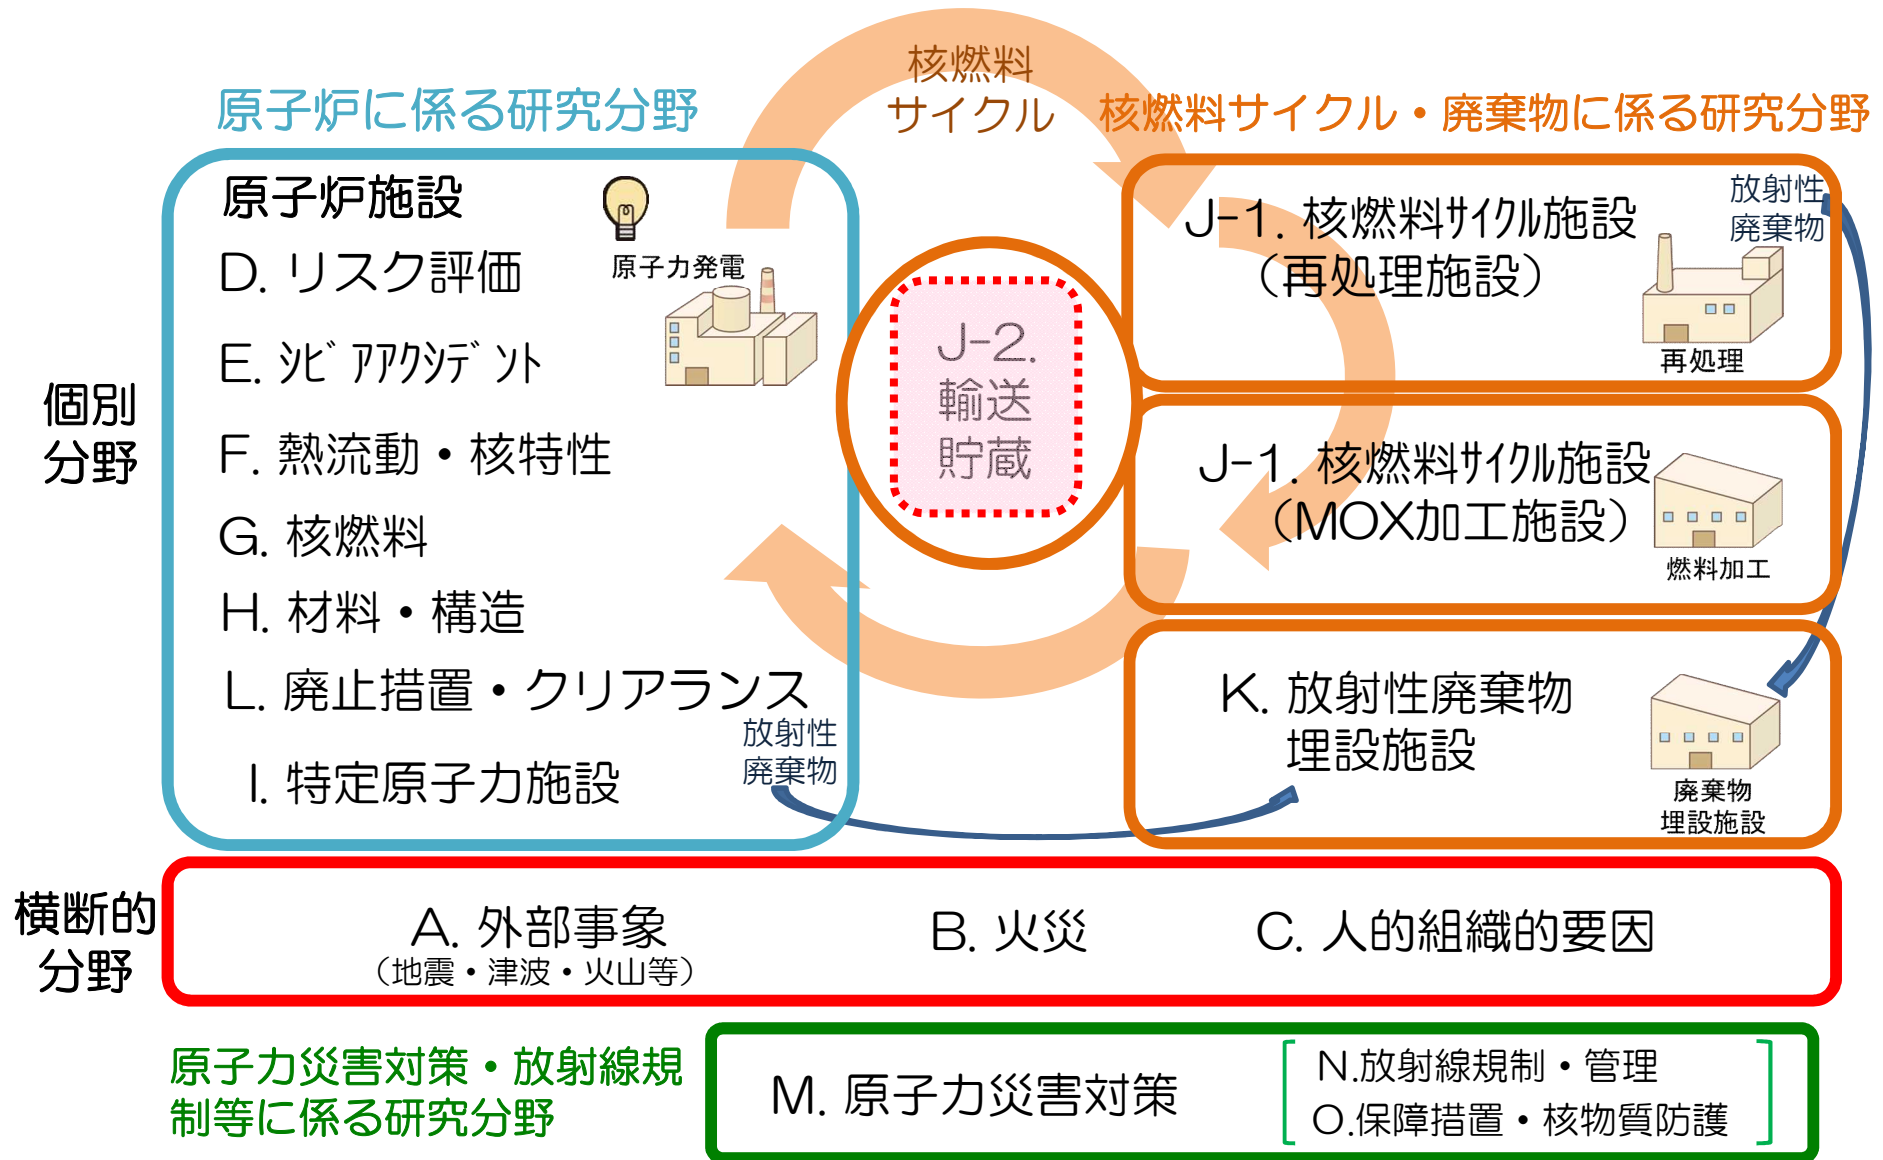 核燃料
サイクル
原子炉に係る研究分野
核燃料サイクル・廃棄物に係る研究分野
個別
分野
原子炉施設
原子力発電
D. リスク評価
E. ｼﾋﾞｱｱｸｼﾃﾞﾝﾄ
F. 熱流動・核特性
G. 核燃料
H. 材料・構造
L. 廃止措置・クリアランス
放射性
廃棄物
I. 特定原子力施設
J-2.
輸送
貯蔵
放射性
廃棄物
J-1. 核燃料ｻｲｸﾙ施設
（再処理施設）
再処理
J-1. 核燃料ｻｲｸﾙ施設
（MOX加工施設）
燃料加工
K. 放射性廃棄物
埋設施設
廃棄物
埋設施設
横断的
分野
A. 外部事象
（地震・津波・火山等）
B. 火災
C. 人的組織的要因
原子力災害対策・放射線規
制等に係る研究分野
M. 原子力災害対策
N.放射線規制・管理
O.保障措置・核物質防護